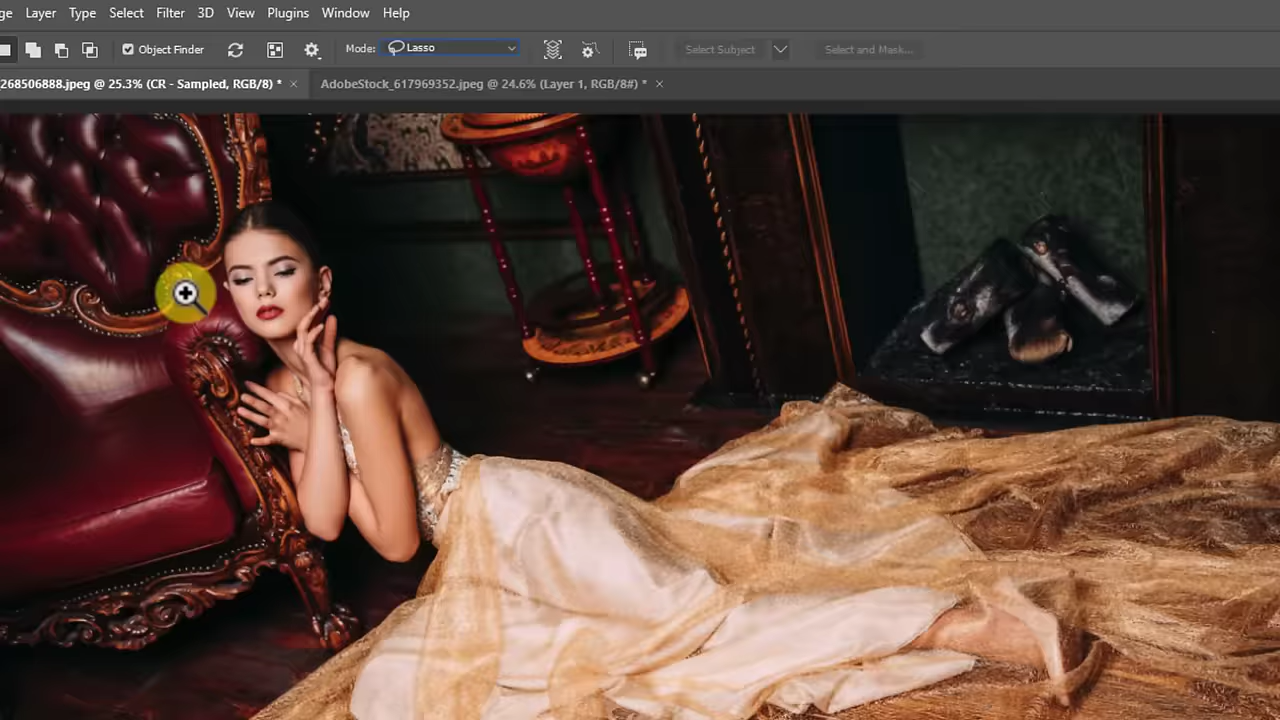 ge Layer Type Select Filter 3D View Plugins Window Help
Object Finder Mode: Lasso Select Subject Select and Mask...
268506888.jpeg @ 25.3% (CR - Sampled, RGB/8) * × AdobeStock_617969352.jpeg @ 24.6% (Layer 1, RGB/8#) * ×